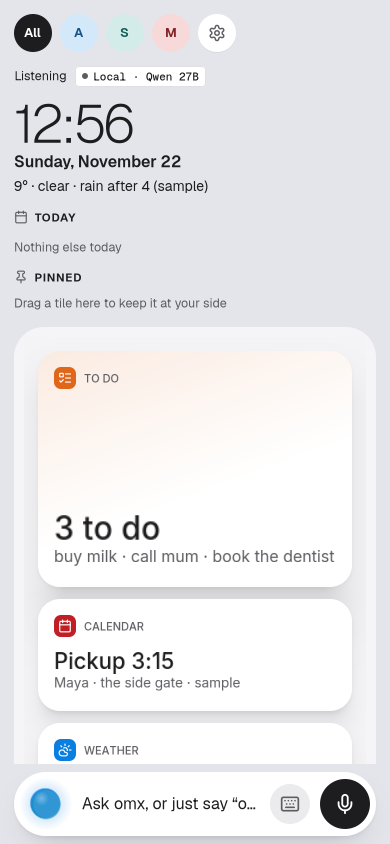 All A S M
Listening Local · Qwen 27B
12:56
Sunday, November 22
9° · clear · rain after 4 (sample)
TODAY
Nothing else today
PINNED
Drag a tile here to keep it at your side
TO DO
3 to do
buy milk · call mum · book the dentist
CALENDAR
Pickup 3:15
Maya · the side gate · sample
WEATHER
Ask omx, or just say “o...